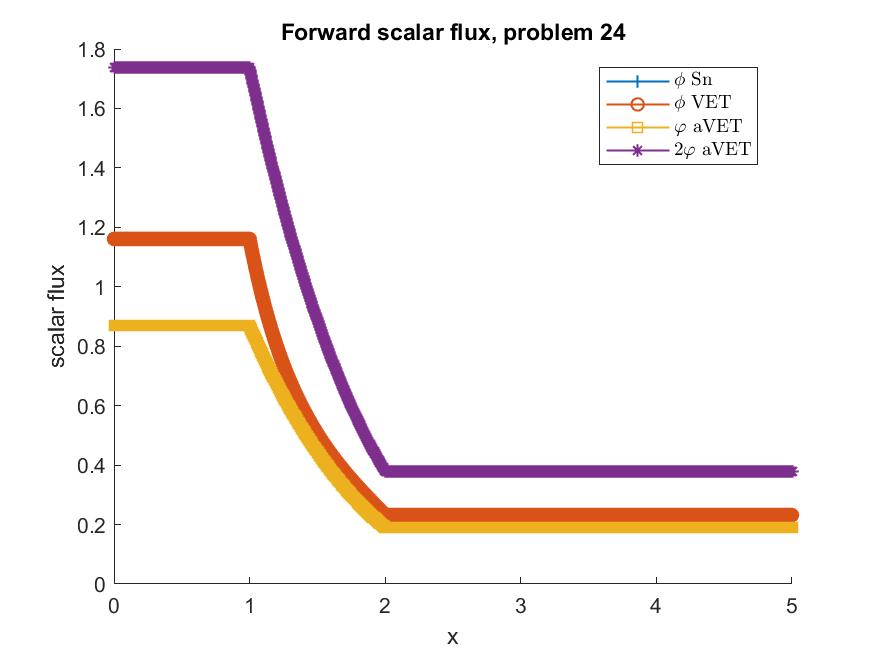 Forward scalar flux, problem 24
ϕ Sn
ϕ VET
φ aVET
2φ aVET
scalar flux
1.8
1.6
1.4
1.2
1
0.8
0.6
0.4
0.2
0
0 1 2 3 4 5
x